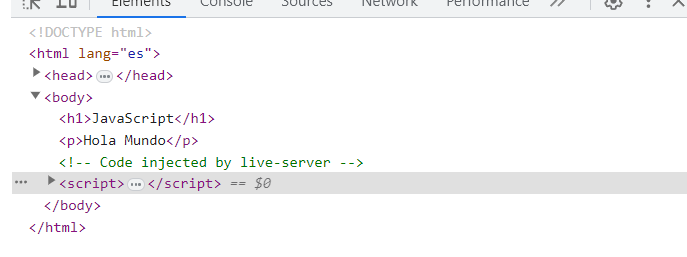 Elements Console Sources Network Performance
<!DOCTYPE html>
<html lang="es">
<head> … </head>
<body>
<h1>JavaScript</h1>
<p>Hola Mundo</p>
<!-- Code injected by live-server -->
<script> … </script> == $0
</body>
</html>